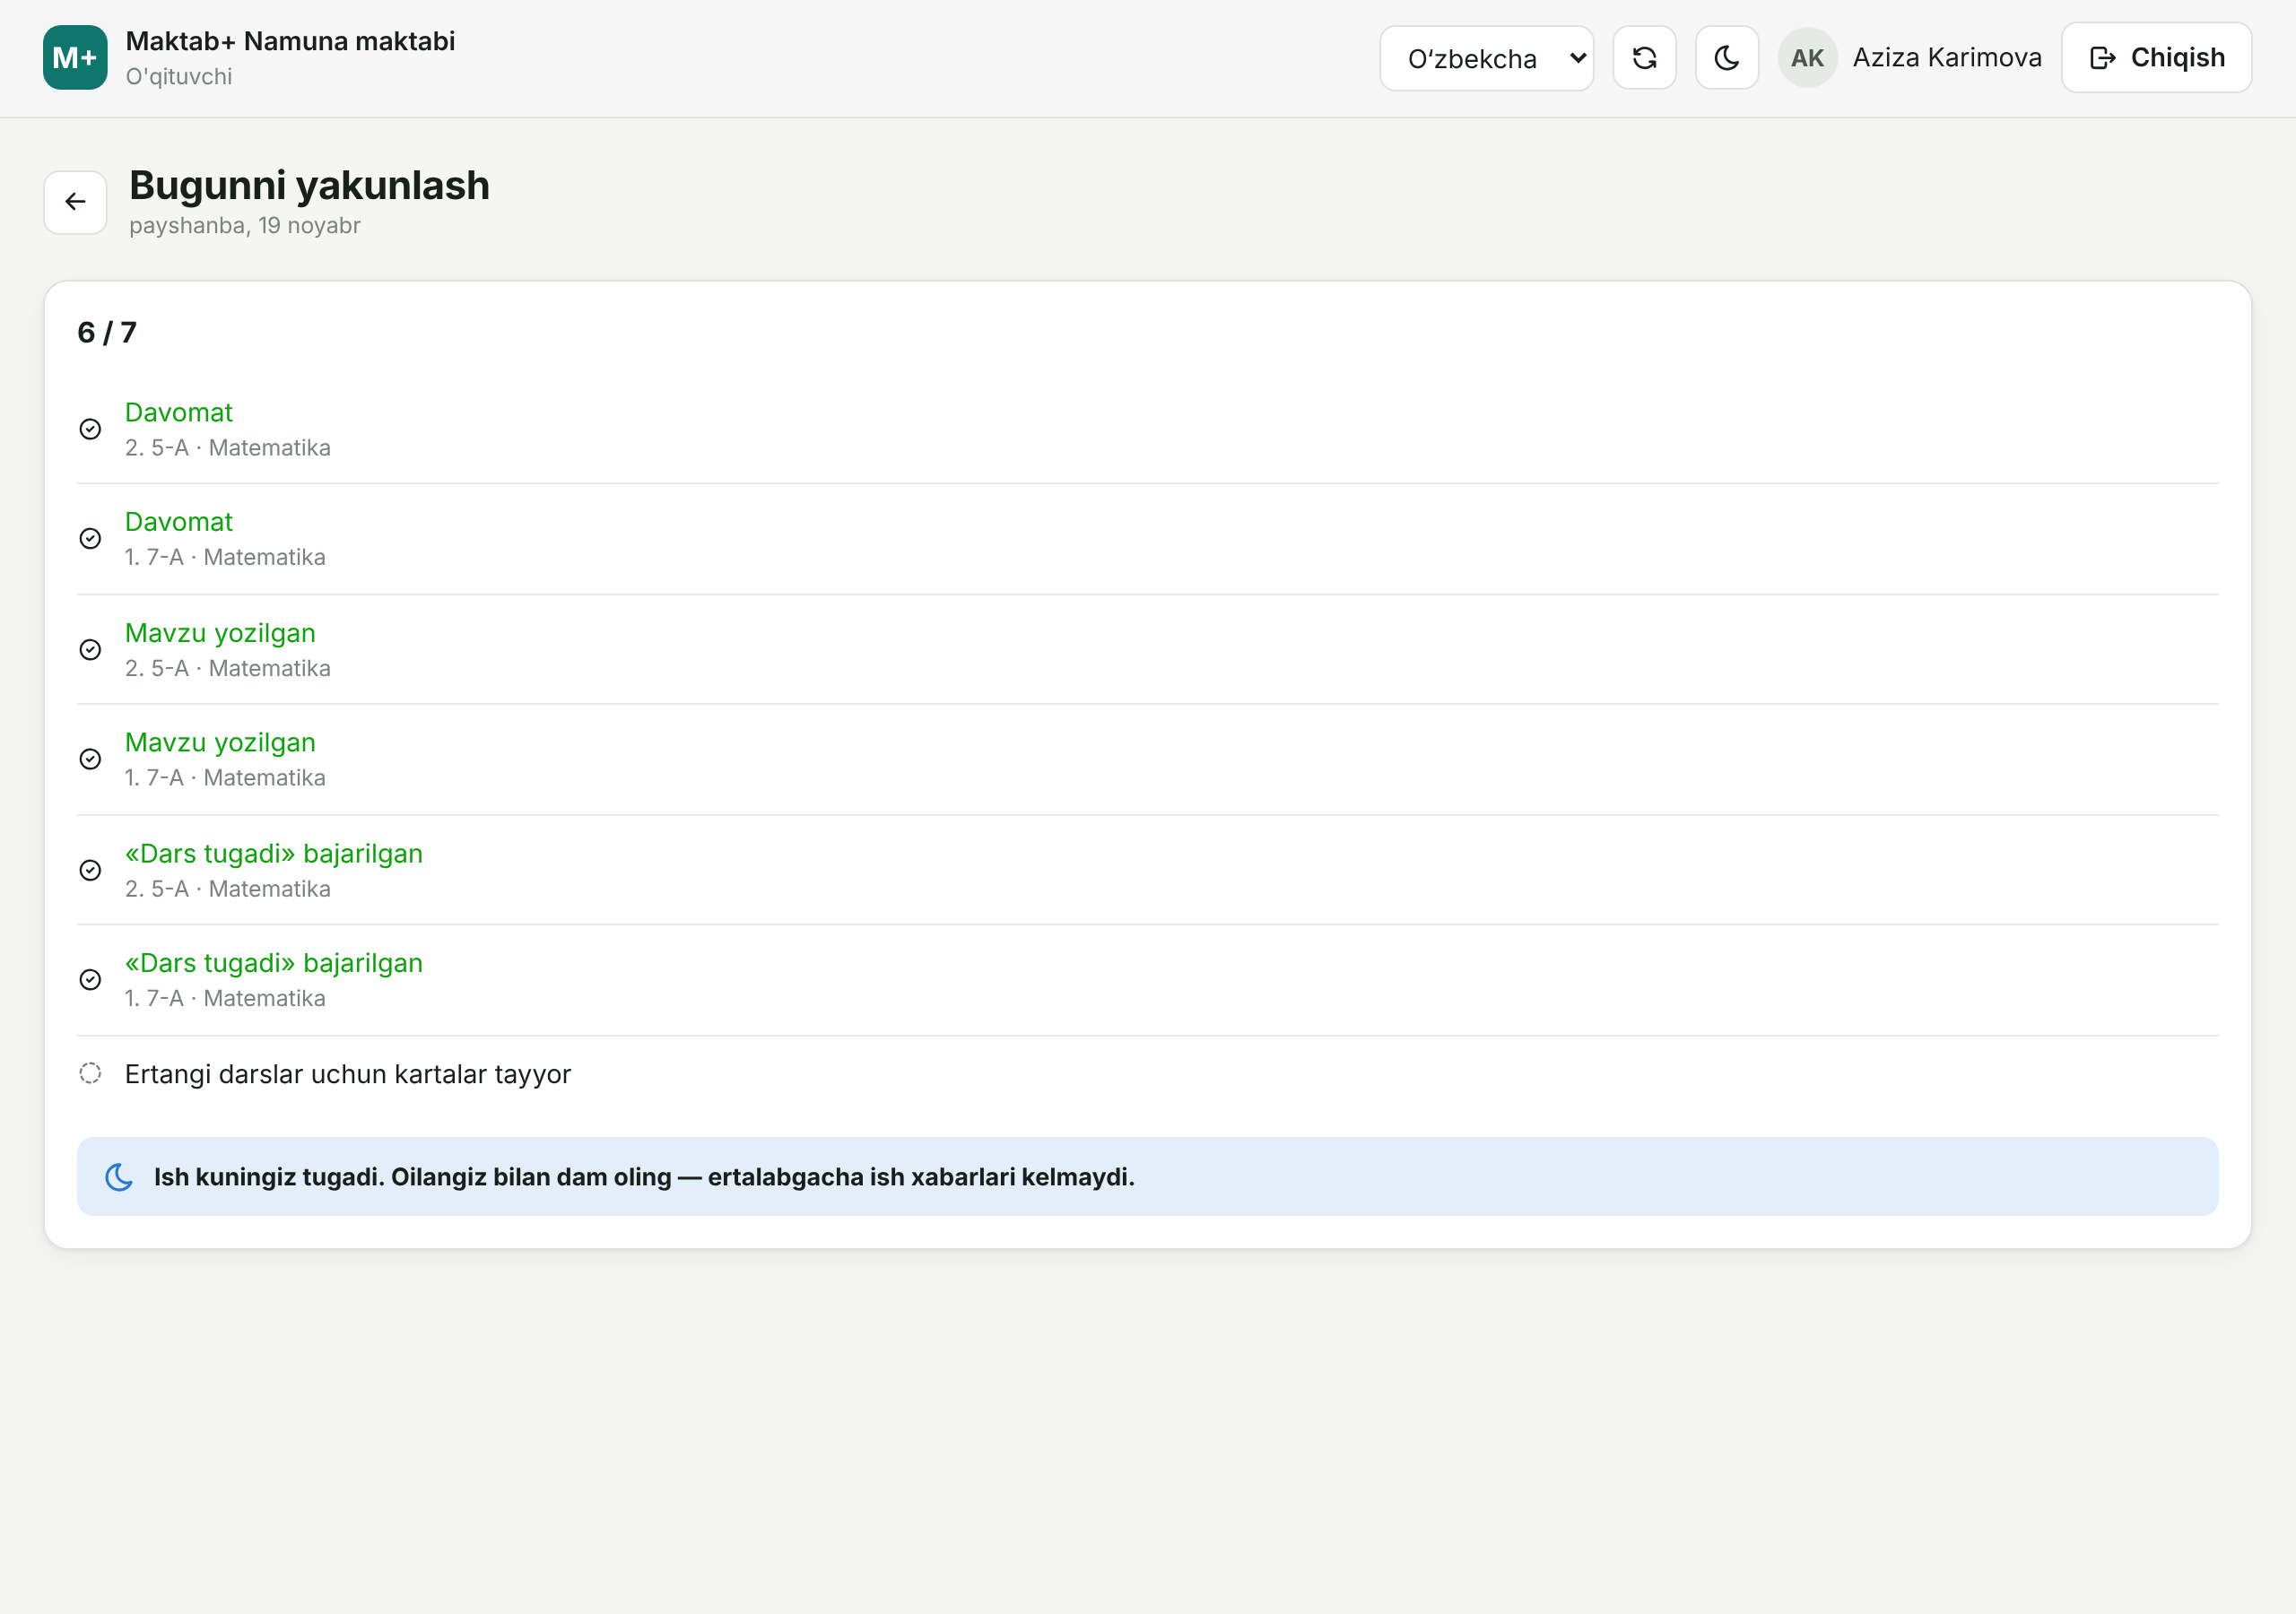 M+
Maktab+ Namuna maktabi
O'qituvchi
Oʻzbekcha
AK
Aziza Karimova
Chiqish
Bugunni yakunlash
payshanba, 19 noyabr
6 / 7
Davomat
2. 5-A · Matematika
Davomat
1. 7-A · Matematika
Mavzu yozilgan
2. 5-A · Matematika
Mavzu yozilgan
1. 7-A · Matematika
«Dars tugadi» bajarilgan
2. 5-A · Matematika
«Dars tugadi» bajarilgan
1. 7-A · Matematika
Ertangi darslar uchun kartalar tayyor
Ish kuningiz tugadi. Oilangiz bilan dam oling — ertalabgacha ish xabarlari kelmaydi.